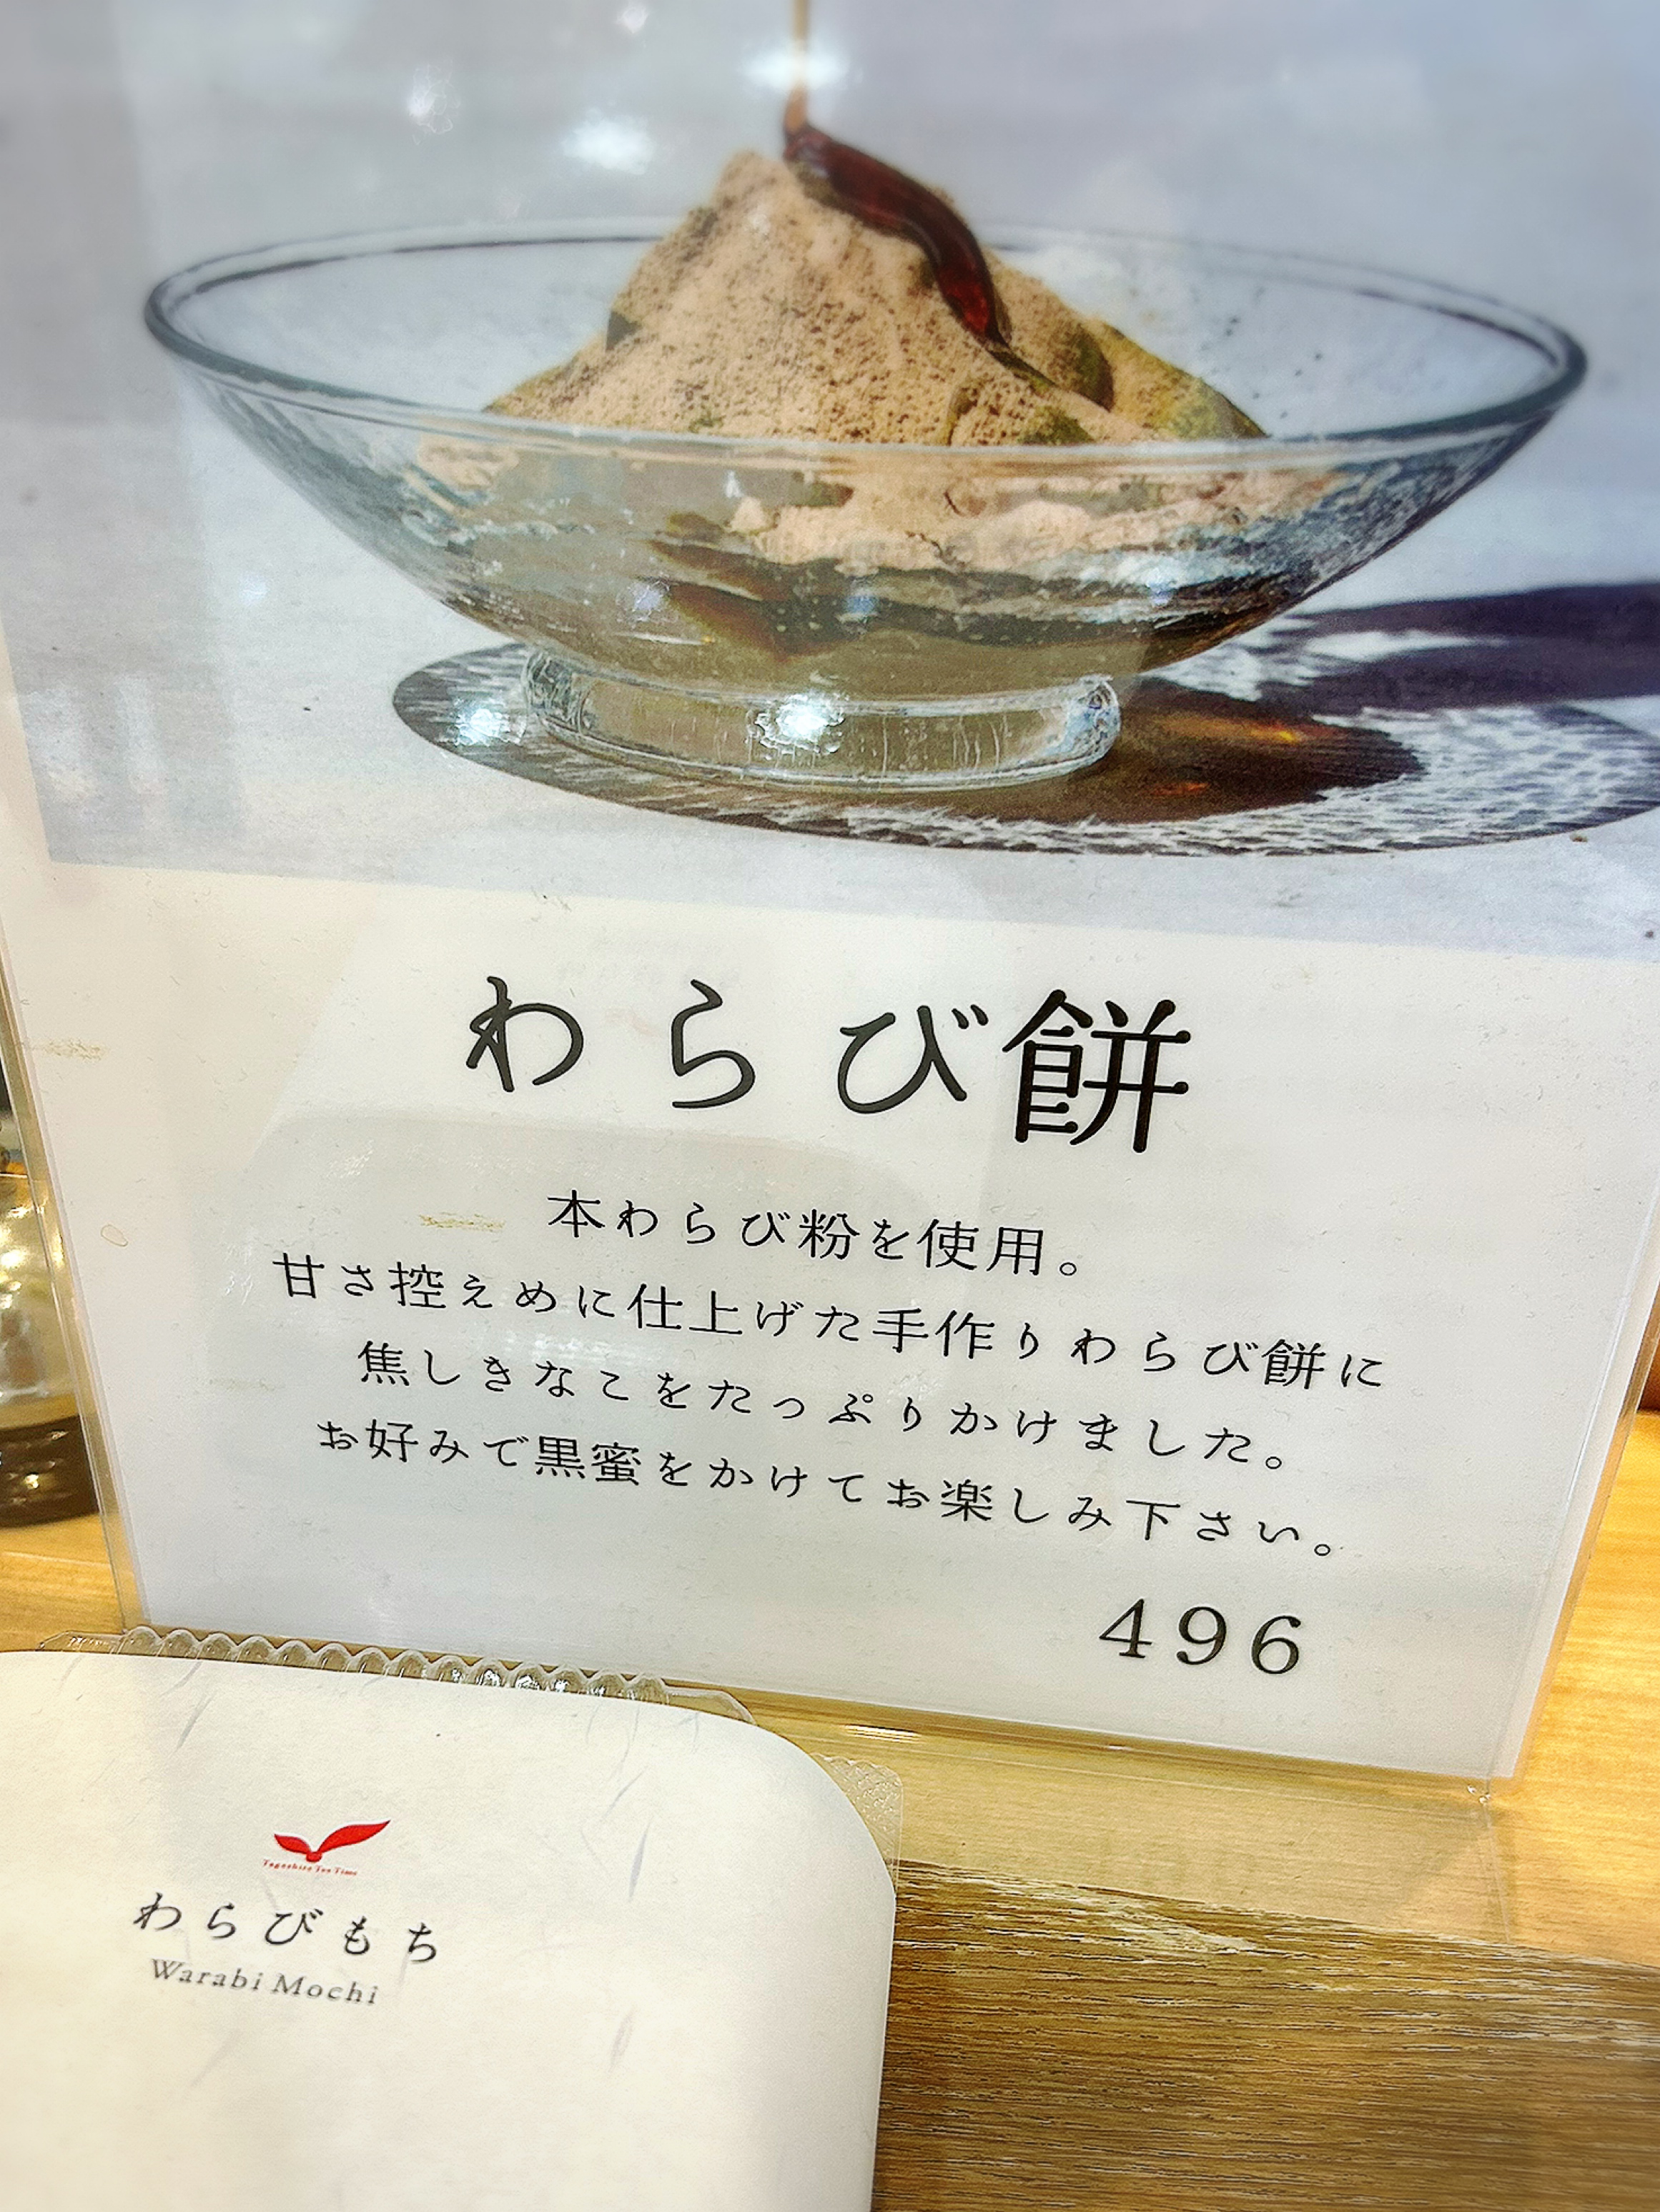 わらび餅
本わらび粉を使用。
甘さ控えめに仕上げた手作りわらび餅に
焦しきなこをたっぷりかけました。
お好みで黒蜜をかけてお楽しみ下さい。
496
わらびもち
Warabi Mochi